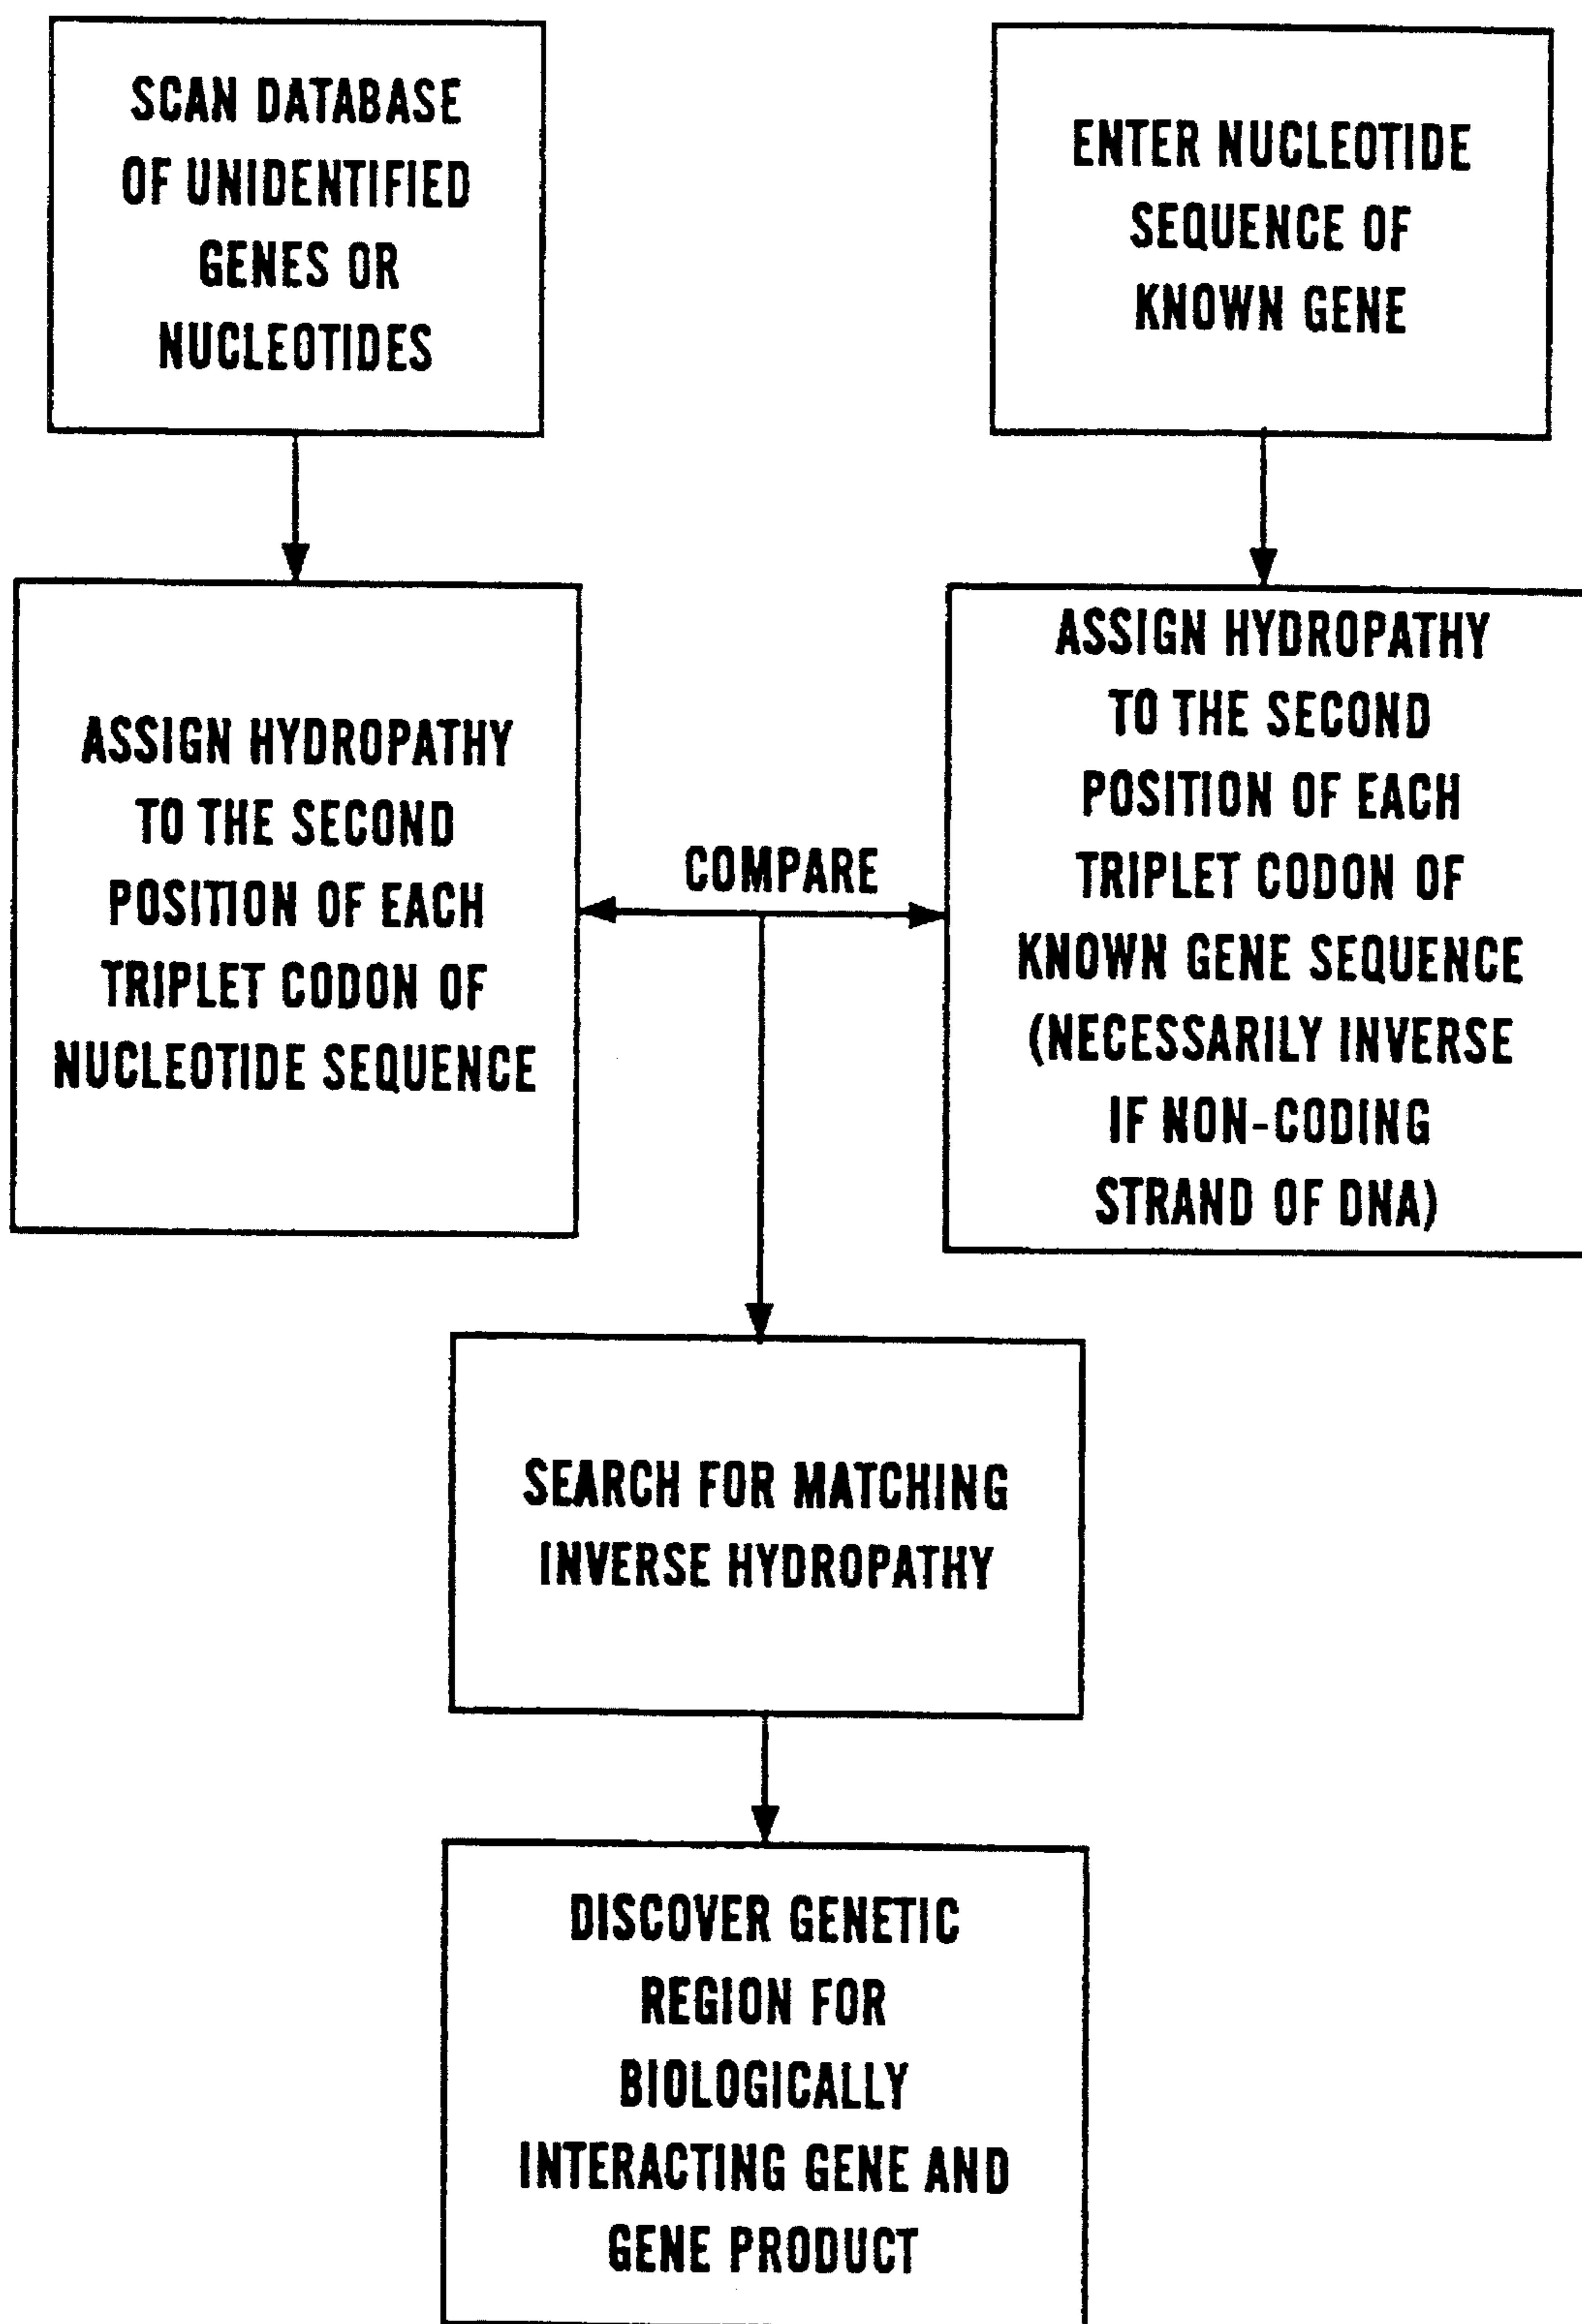 SCAN DATABASE
OF UNIDENTIFIED
GENES OR
NUCLEOTIDES
ENTER NUCLEOTIDE
SEQUENCE OF
KNOWN GENE
ASSIGN HYDROPATHY
TO THE SECOND
POSITION OF EACH
TRIPLET CODON OF
NUCLEOTIDE SEQUENCE
COMPARE
ASSIGN HYDROPATHY
TO THE SECOND
POSITION OF EACH
TRIPLET CODON OF
KNOWN GENE SEQUENCE
(NECESSARILY INVERSE
IF NON-CODING
STRAND OF DNA)
SEARCH FOR MATCHING
INVERSE HYDROPATHY
DISCOVER GENETIC
REGION FOR
BIOLOGICALLY
INTERACTING GENE AND
GENE PRODUCT